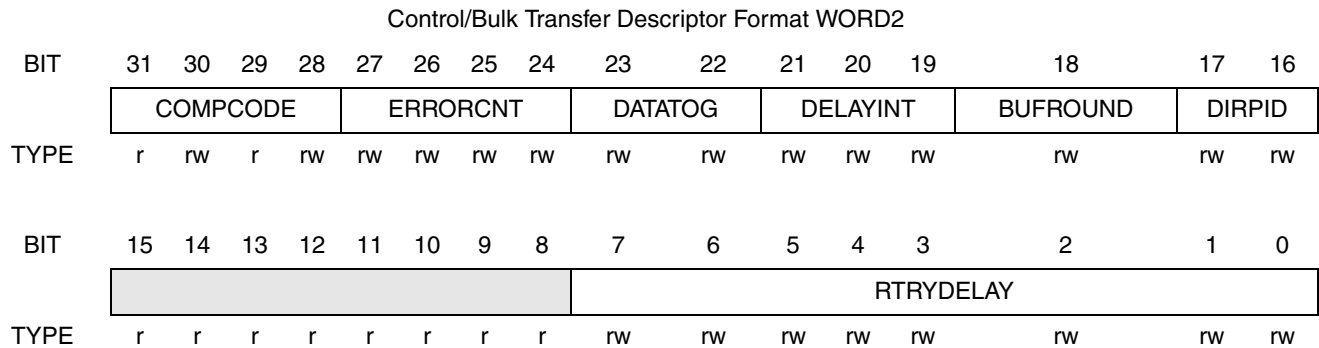 Control/Bulk Transfer Descriptor Format WORD2
BIT 31 30 29 28 27 26 25 24 23 22 21 20 19 18 17 16
COMPCODE ERRORCNT DATATOG DELAYINT BUFROUND DIRPID
TYPE r rw r rw rw rw rw rw rw rw rw rw rw rw rw rw
BIT 15 14 13 12 11 10 9 8 7 6 5 4 3 2 1 0
RTRYDELAY
TYPE r r r r r r r r rw rw rw rw rw rw rw rw